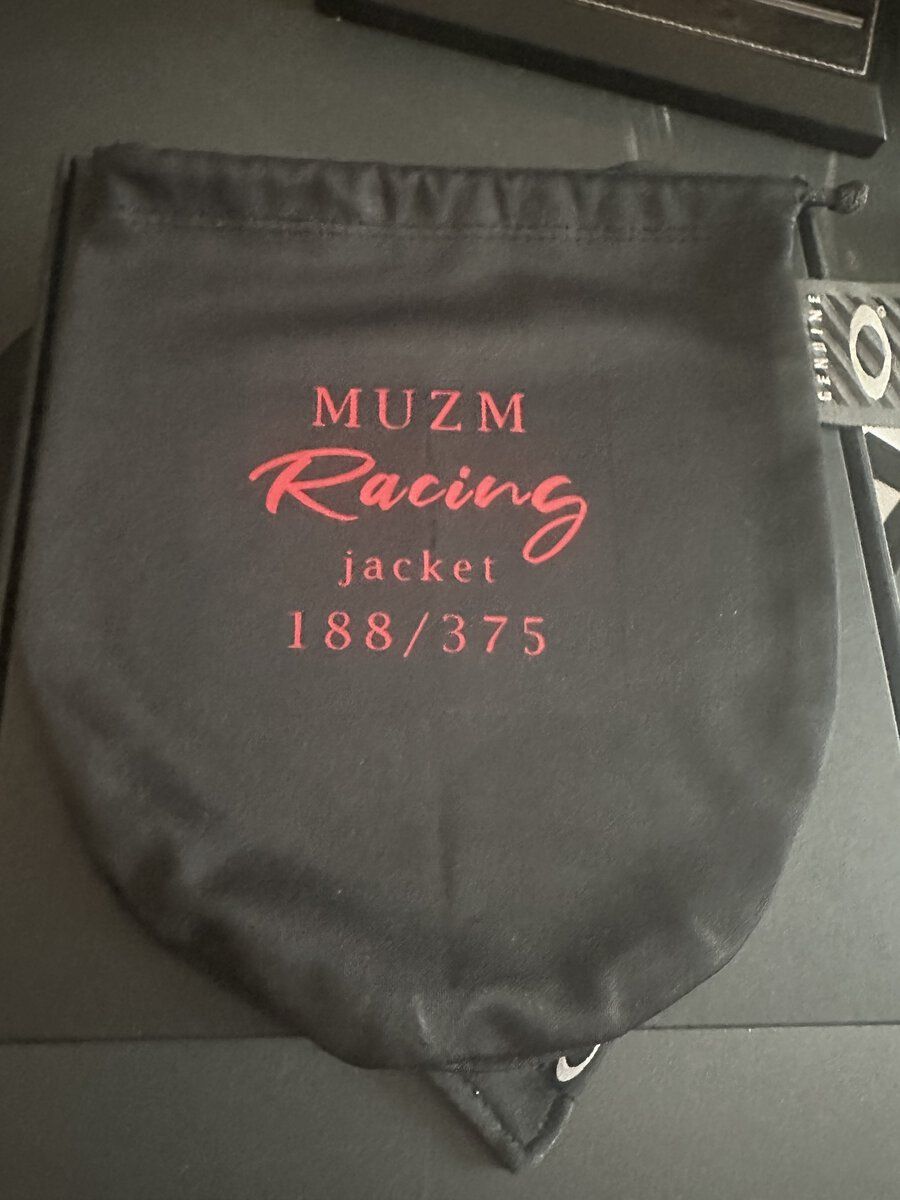 MUZM
Racing
jacket
188/375
GENUINE